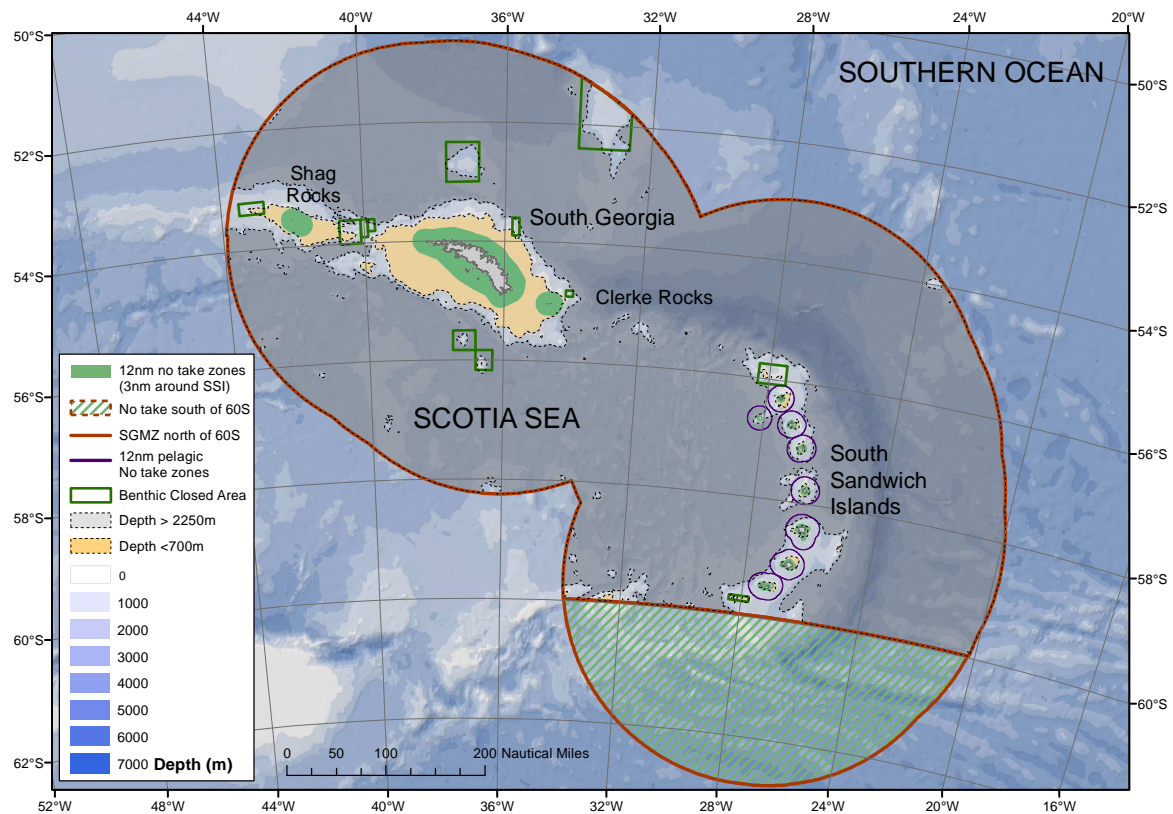 44°W 40°W 36°W 32°W 28°W 24°W 20°W
50°S
50°S
SOUTHERN OCEAN
52°S
52°S
Shag
Rocks
South Georgia
54°S
Clerke Rocks
54°S
12nm no take zones
(3nm around SSI)
No take south of 60S
SGMZ north of 60S
12nm pelagic
No take zones
Benthic Closed Area
Depth > 2250m
Depth <700m
0
1000
2000
3000
4000
5000
6000
7000 Depth (m)
56°S
SCOTIA SEA
South
Sandwich
Islands
56°S
58°S
58°S
60°S
60°S
0 50 100 200 Nautical Miles
62°S
62°S
52°W 48°W 44°W 40°W 36°W 32°W 28°W 24°W 20°W 16°W